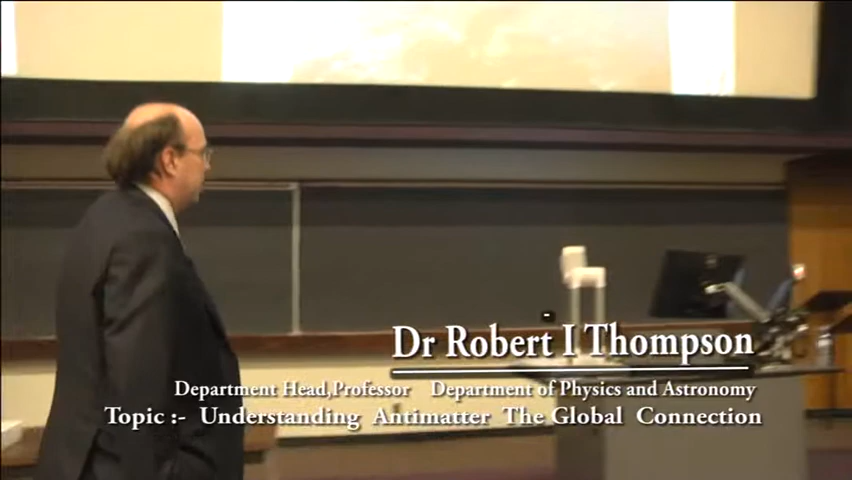 Dr Robert I Thompson
Department Head,Professor Department of Physics and Astronomy
Topic :- Understanding Antimatter The Global Connection